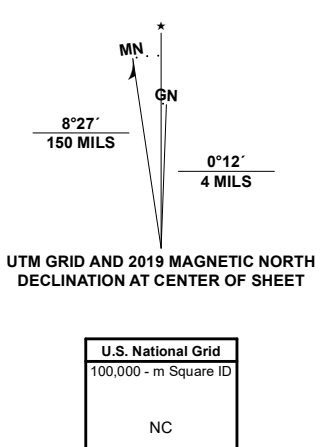 ★
MN
GN
8°27´
150 MILS
0°12´
4 MILS
UTM GRID AND 2019 MAGNETIC NORTH
DECLINATION AT CENTER OF SHEET
U.S. National Grid
100,000 - m Square ID
NC